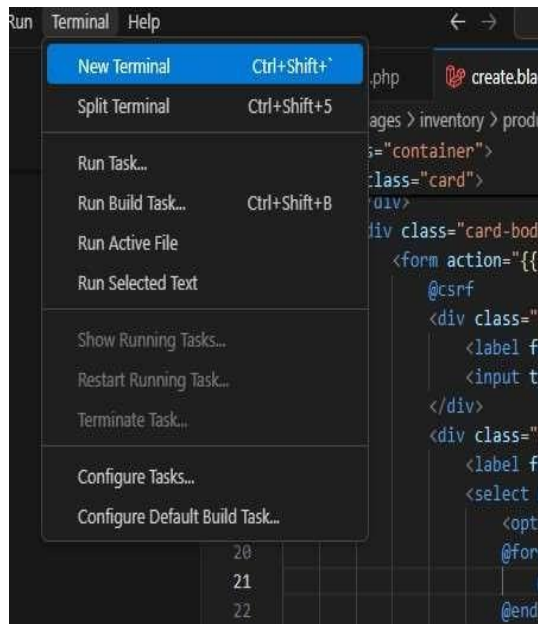 Run Terminal Help
New Terminal Ctrl+Shift+`
Split Terminal Ctrl+Shift+5
Run Task...
Run Build Task... Ctrl+Shift+B
Run Active File
Run Selected Text
Show Running Tasks...
Restart Running Task...
Terminate Task...
Configure Tasks...
Configure Default Build Task...
.php create.bla
ages > inventory > produ
s="container">
class="card">
div>
div class="card-bod
<form action="{{
@csrf
<div class="
<label f
<input t
</div>
<div class="
<label f
<select
<opt
20 @for
21
22 @end